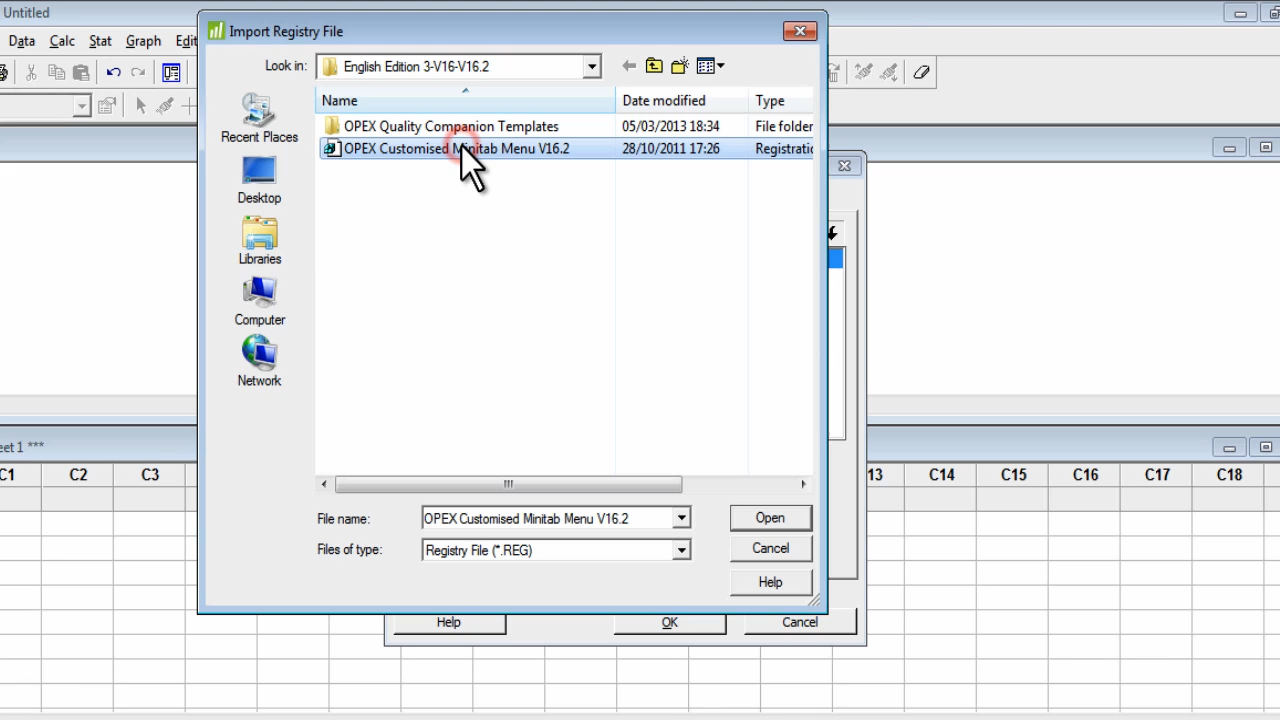 Untitled
Data Calc Stat Graph Edit
Import Registry File
Look in: English Edition 3-V16-V16.2
Name Date modified Type
OPEX Quality Companion Templates 05/03/2013 18:34 File folder
OPEX Customised Minitab Menu V16.2 28/10/2011 17:26 Registratio
Recent Places
Desktop
Libraries
Computer
Network
File name: OPEX Customised Minitab Menu V16.2 Open
Files of type: Registry File (*.REG) Cancel
Help
Help OK Cancel
eet 1 ***
C1 C2 C3 13 C14 C15 C16 C17 C18